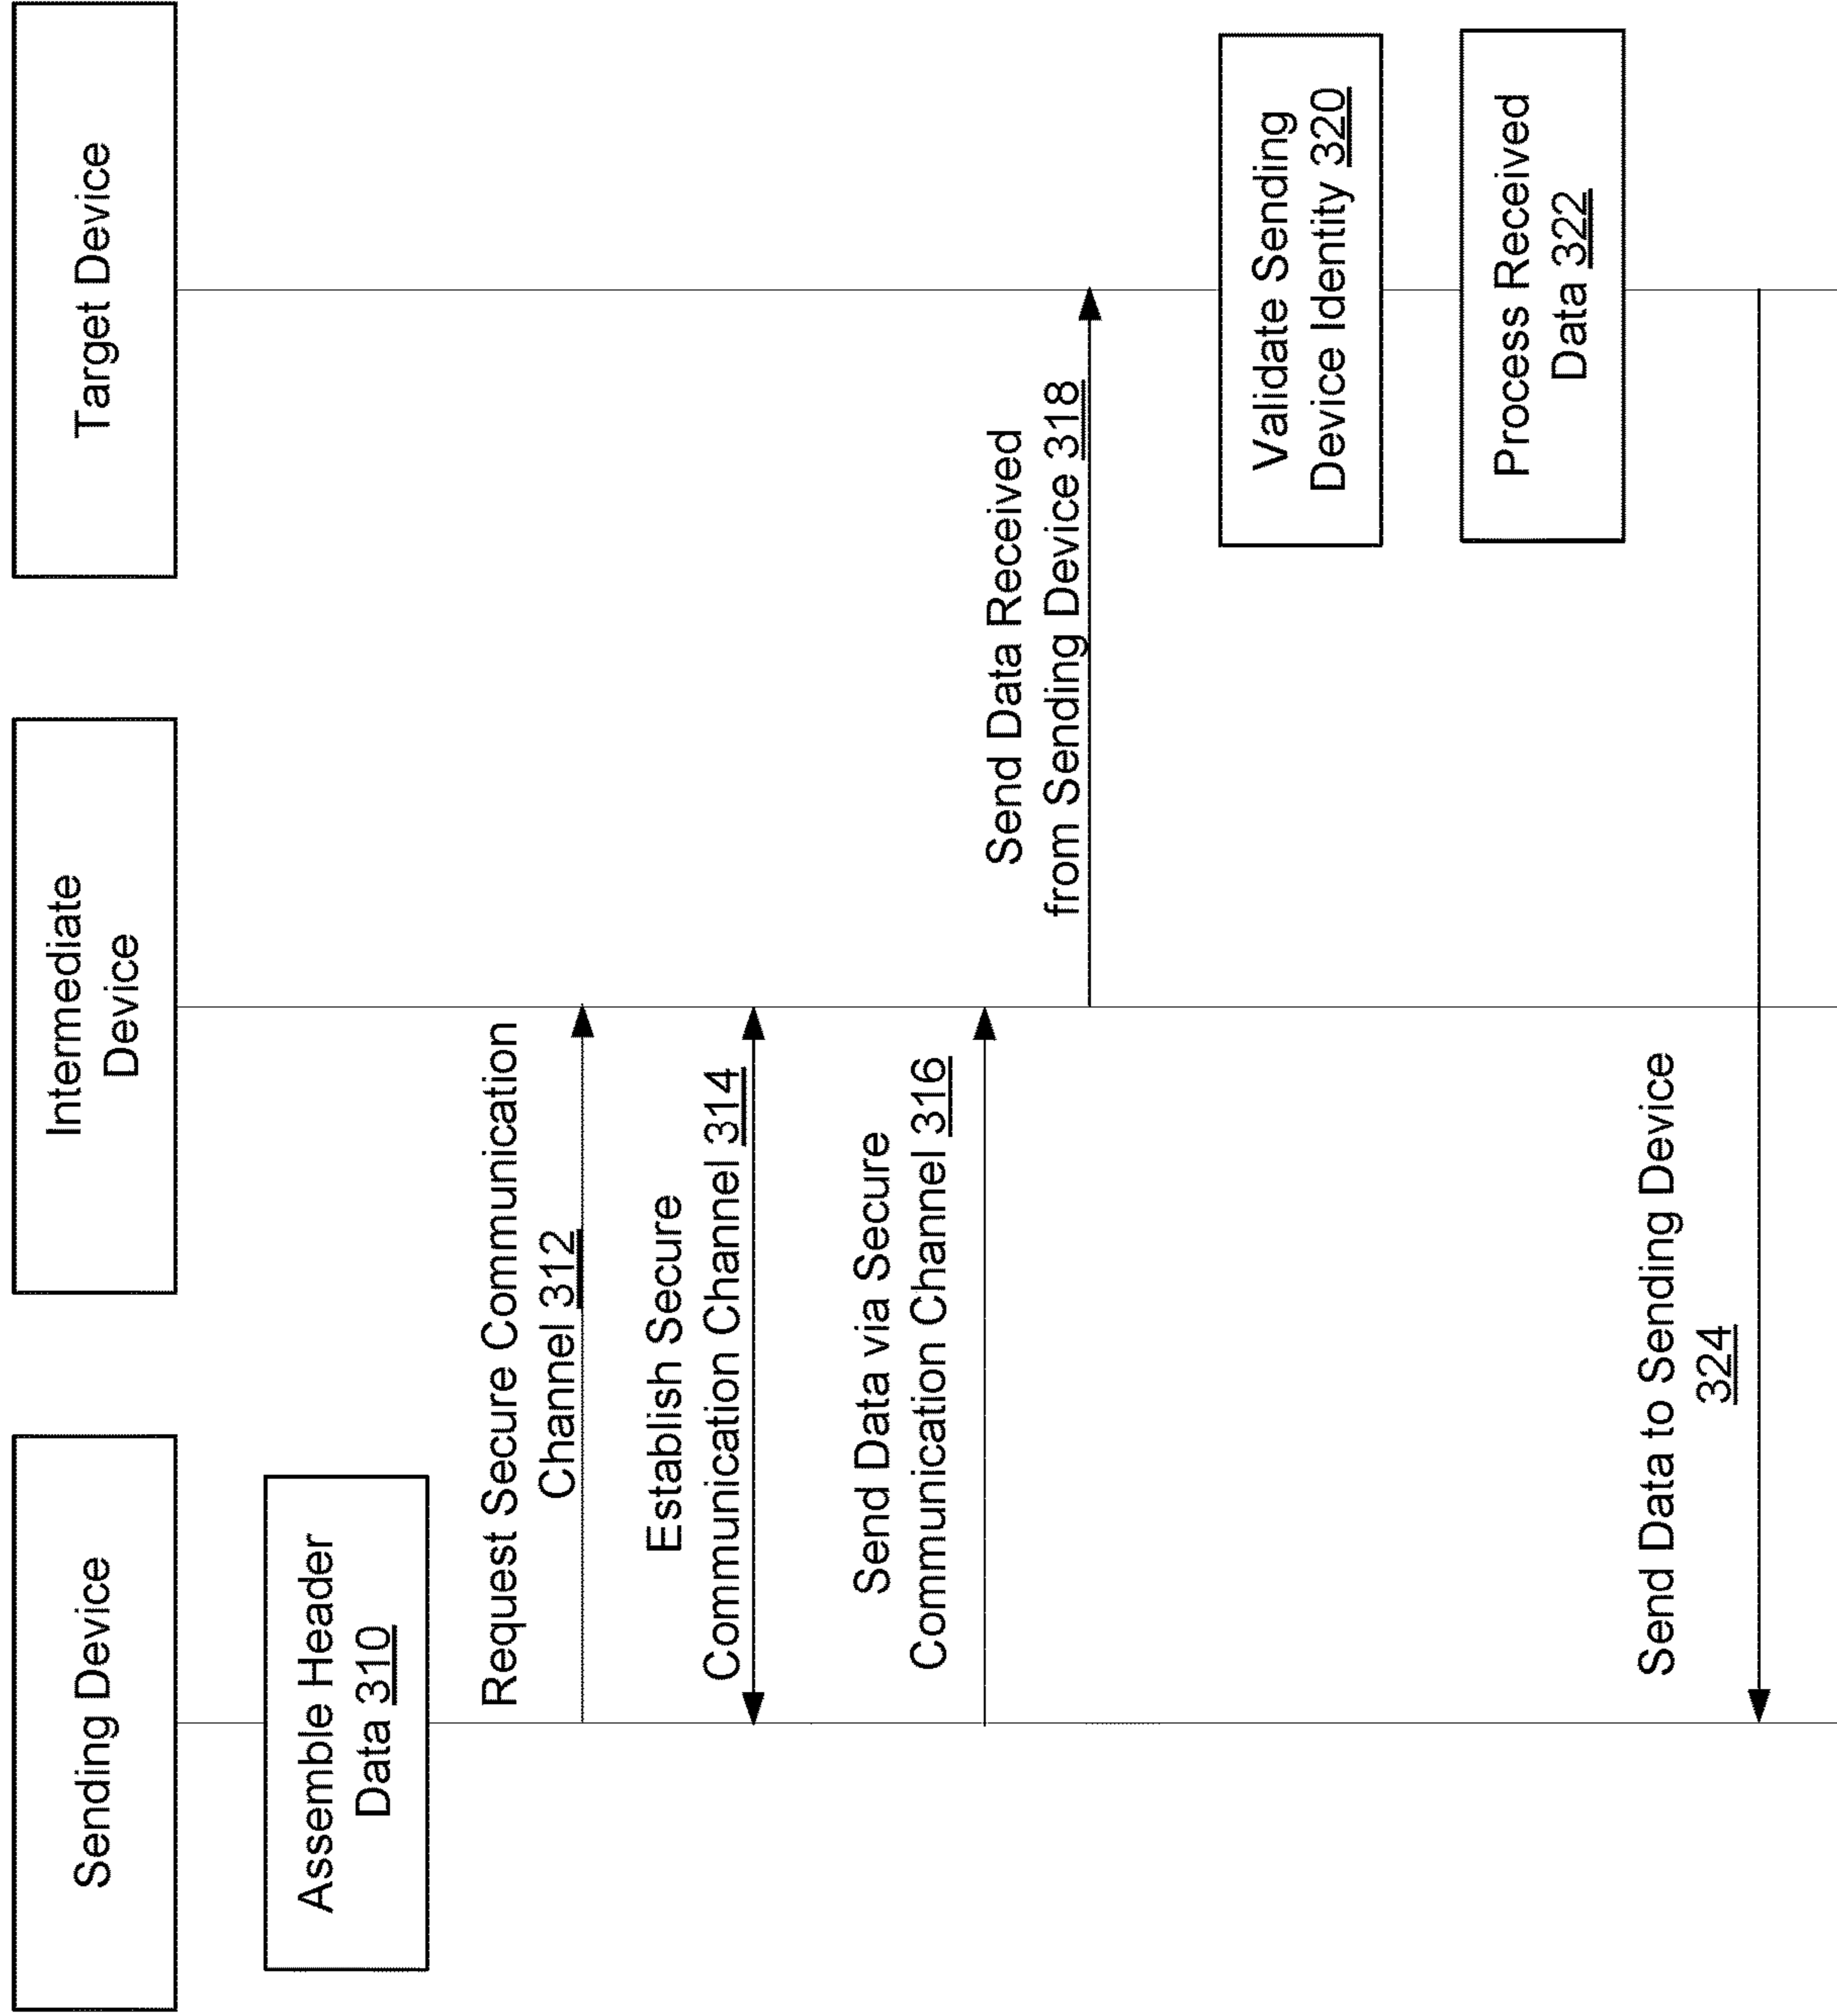 Sending Device
Intermediate
Device
Target Device
Assemble Header
Data 310
Request Secure Communication
Channel 312
Establish Secure
Communication Channel 314
Send Data via Secure
Communication Channel 316
Send Data Received
from Sending Device 318
Validate Sending
Device Identity 320
Process Received
Data 322
Send Data to Sending Device
324